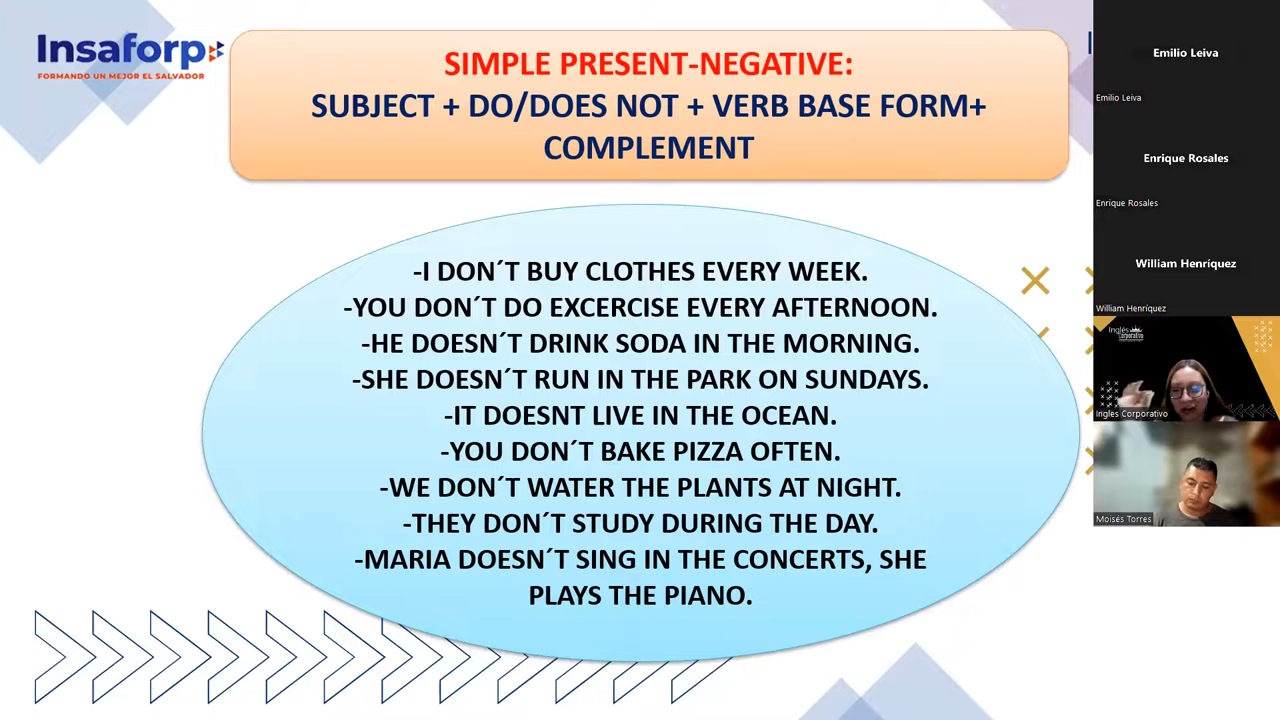 Insaforp
FORMANDO UN MEJOR EL SALVADOR
SIMPLE PRESENT-NEGATIVE:
SUBJECT + DO/DOES NOT + VERB BASE FORM+
COMPLEMENT
-I DON´T BUY CLOTHES EVERY WEEK.
-YOU DON´T DO EXCERCISE EVERY AFTERNOON.
-HE DOESN´T DRINK SODA IN THE MORNING.
-SHE DOESN´T RUN IN THE PARK ON SUNDAYS.
-IT DOESNT LIVE IN THE OCEAN.
-YOU DON´T BAKE PIZZA OFTEN.
-WE DON´T WATER THE PLANTS AT NIGHT.
-THEY DON´T STUDY DURING THE DAY.
-MARIA DOESN´T SING IN THE CONCERTS, SHE
PLAYS THE PIANO.
Emilio Leiva
Emilio Leiva
Enrique Rosales
Enrique Rosales
William Henríquez
William Henríquez
Inglés
Corporativo
Ingles Corporativo
Moisés Torres